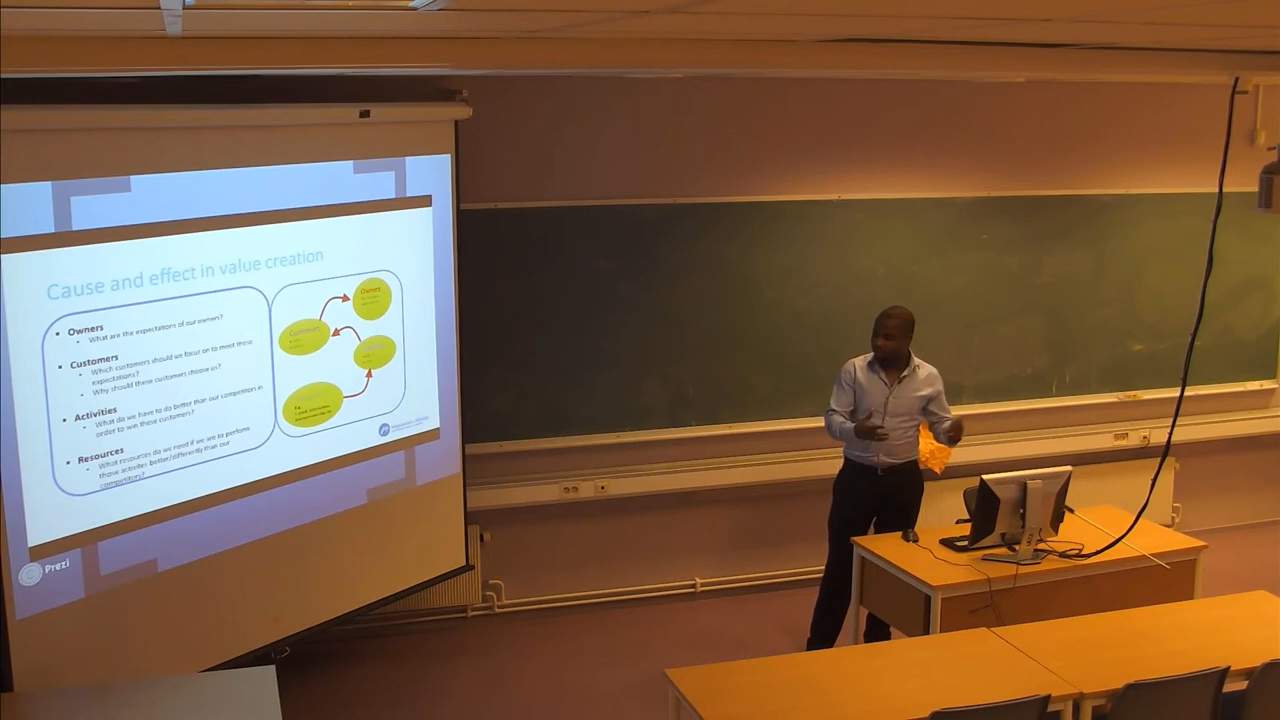 Cause and effect in value creation
▪ Owners
• What are the expectations of our owners?
▪ Customers
• Which customers should we focus on to meet these
expectations?
• Why should these customers choose us?
▪ Activities
• What do we have to do better than our competitors in
order to win these customers?
▪ Resources
• What resources do we need if we are to perform
those activites better/differently than our
competitors?
Owners
Customers
Prezi